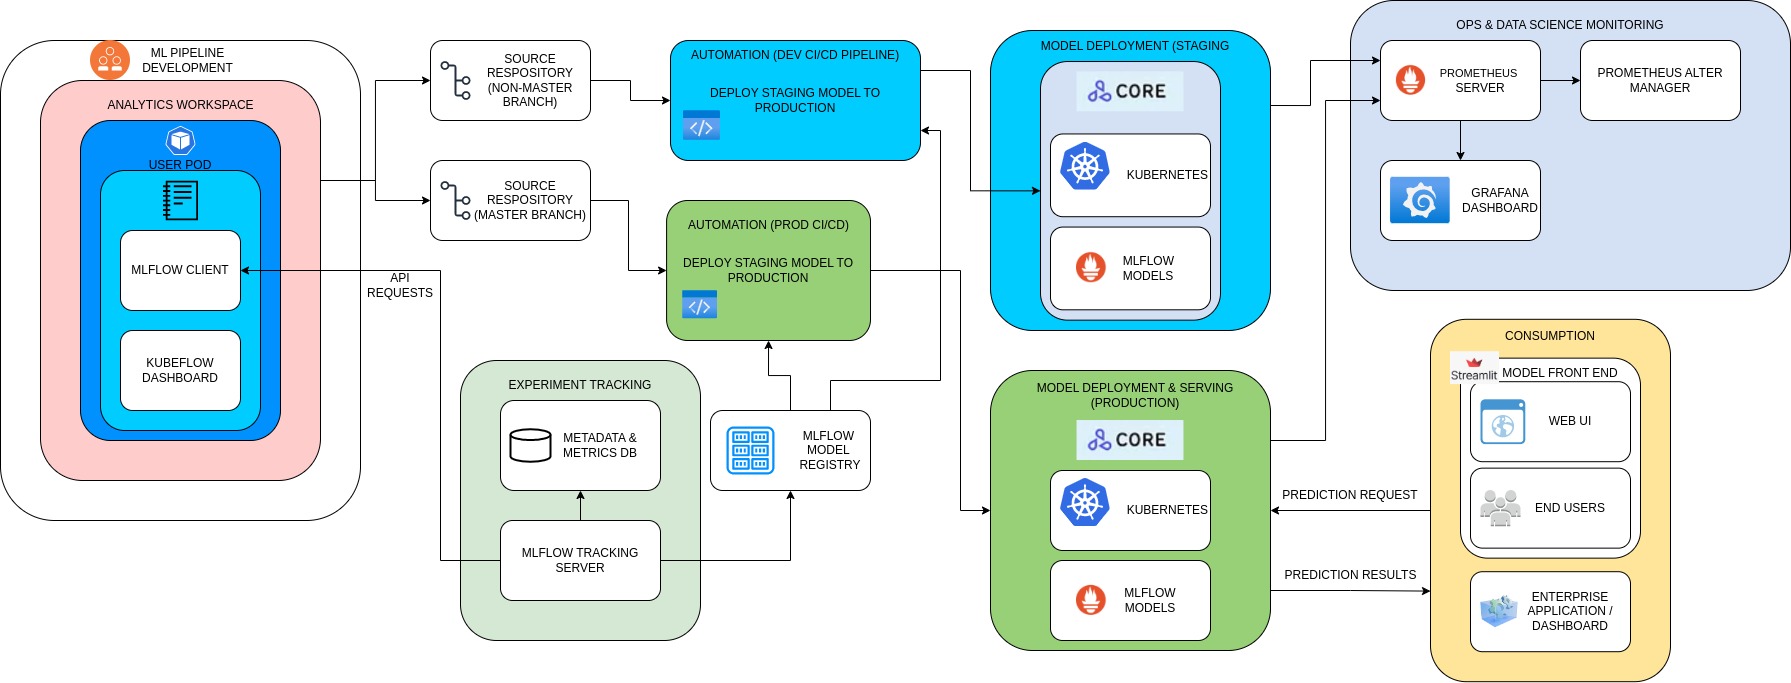 ML PIPELINE
DEVELOPMENT
ANALYTICS WORKSPACE
USER POD
MLFLOW CLIENT
KUBEFLOW
DASHBOARD
API
REQUESTS
SOURCE
RESPOSITORY
(NON-MASTER
BRANCH)
SOURCE
RESPOSITORY
(MASTER BRANCH)
AUTOMATION (DEV CI/CD PIPELINE)
DEPLOY STAGING MODEL TO
PRODUCTION
AUTOMATION (PROD CI/CD)
DEPLOY STAGING MODEL TO
PRODUCTION
EXPERIMENT TRACKING
METADATA &
METRICS DB
MLFLOW TRACKING
SERVER
MLFLOW
MODEL
REGISTRY
MODEL DEPLOYMENT (STAGING
CORE
KUBERNETES
MLFLOW
MODELS
MODEL DEPLOYMENT & SERVING
(PRODUCTION)
CORE
KUBERNETES
MLFLOW
MODELS
OPS & DATA SCIENCE MONITORING
PROMETHEUS
SERVER
PROMETHEUS ALTER
MANAGER
GRAFANA
DASHBOARD
PREDICTION REQUEST
PREDICTION RESULTS
CONSUMPTION
Streamlit
MODEL FRONT END
WEB UI
END USERS
ENTERPRISE
APPLICATION /
DASHBOARD